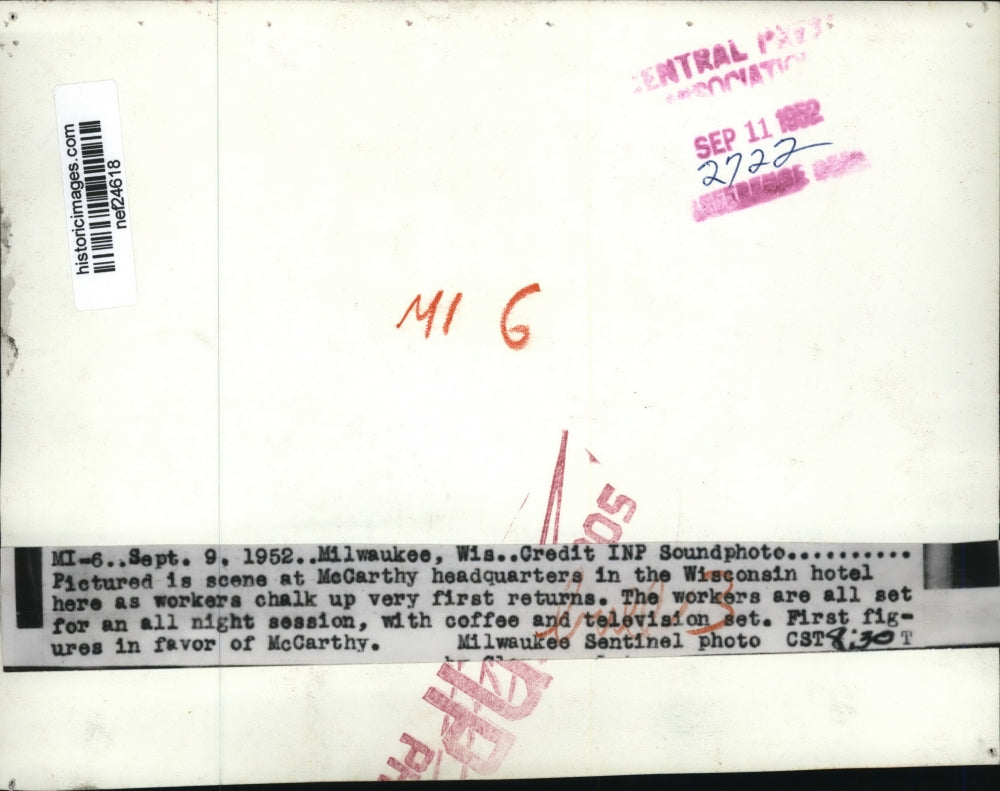 ENTRAL
SEP 11 1952
2722
historicimages.com
nef24618
MI 6
MI-6..Sept. 9, 1952..Milwaukee, Wis..Credit INP Soundphoto..........
Pictured is scene at McCarthy headquarters in the Wisconsin hotel
here as workers chalk up very first returns. The workers are all set
for an all night session, with coffee and television set. First fig-
ures in favor of McCarthy. Milwaukee Sentinel photo CST 8:30 T